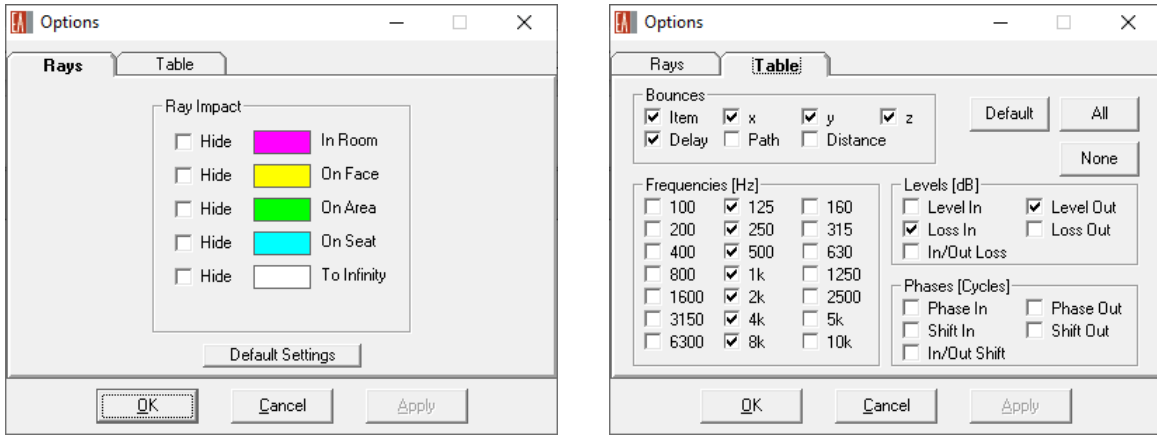 EA Options
Rays Table
Ray Impact
Hide In Room
Hide On Face
Hide On Area
Hide On Seat
Hide To Infinity
Default Settings
OK Cancel Apply
EA Options
Rays Table
Bounces
Item x y z
Delay Path Distance
Default All
None
Frequencies [Hz]
100 125 160
200 250 315
400 500 630
800 1k 1250
1600 2k 2500
3150 4k 5k
6300 8k 10k
Levels [dB]
Level In Level Out
Loss In Loss Out
In/Out Loss
Phases [Cycles]
Phase In Phase Out
Shift In Shift Out
In/Out Shift
OK Cancel Apply